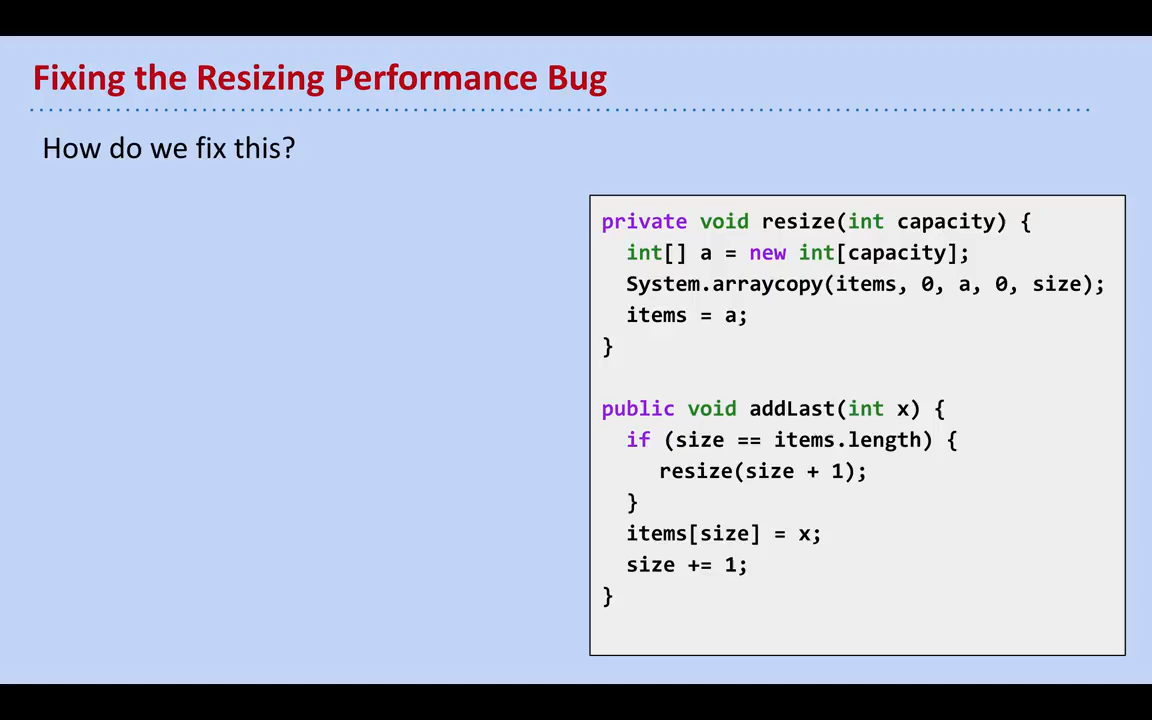 Fixing the Resizing Performance Bug
How do we fix this?
private void resize(int capacity) {
int[] a = new int[capacity];
System.arraycopy(items, 0, a, 0, size);
items = a;
}
public void addLast(int x) {
if (size == items.length) {
resize(size + 1);
}
items[size] = x;
size += 1;
}